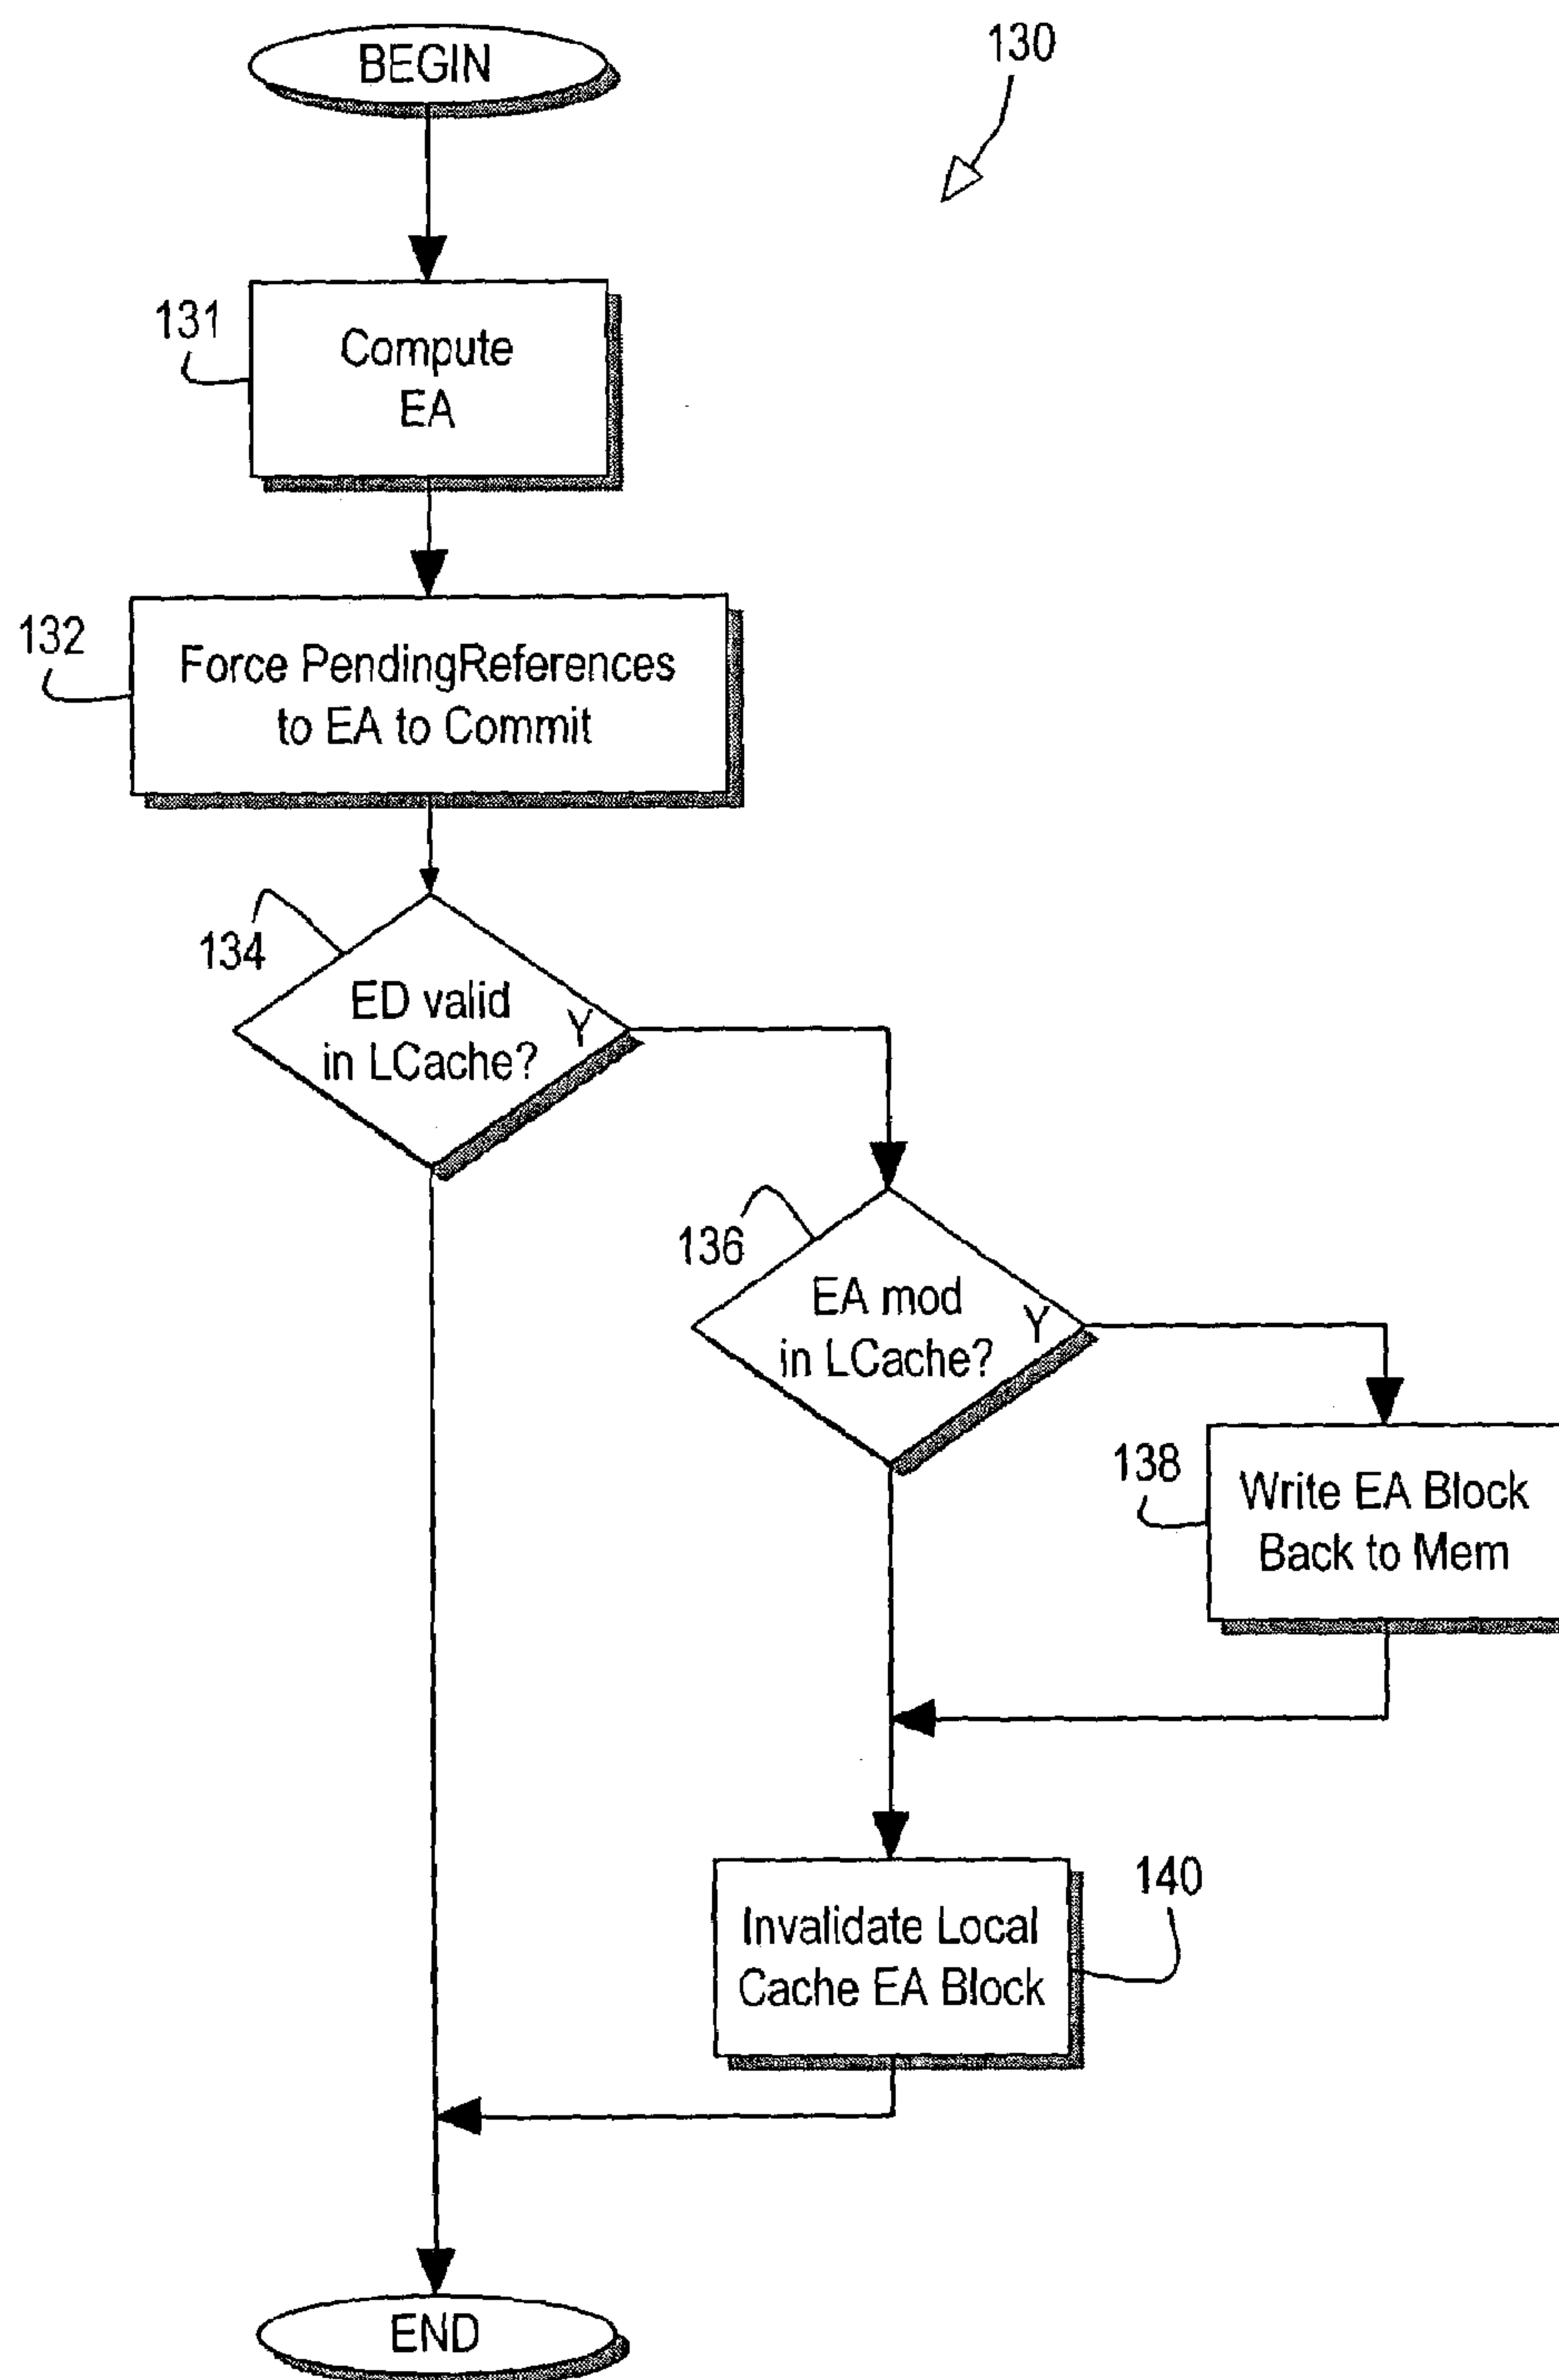 BEGIN
130
131
Compute
EA
132
Force PendingReferences
to EA to Commit
134
ED valid
in LCache?
Y
136
EA mod
in LCache?
Y
138
Write EA Block
Back to Mem
140
Invalidate Local
Cache EA Block
END